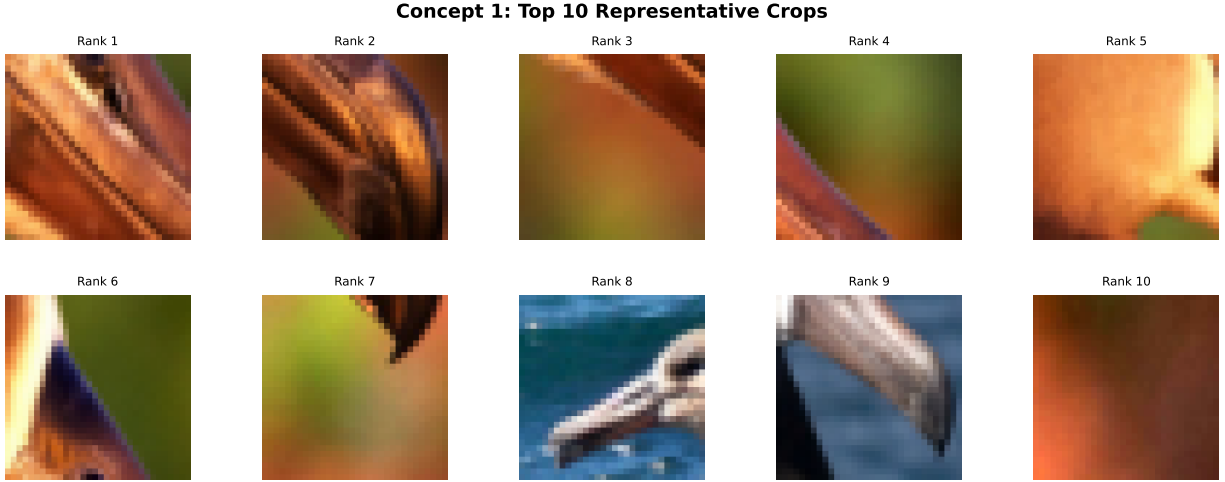 Concept 1: Top 10 Representative Crops
Rank 1
Rank 2
Rank 3
Rank 4
Rank 5
Rank 6
Rank 7
Rank 8
Rank 9
Rank 10